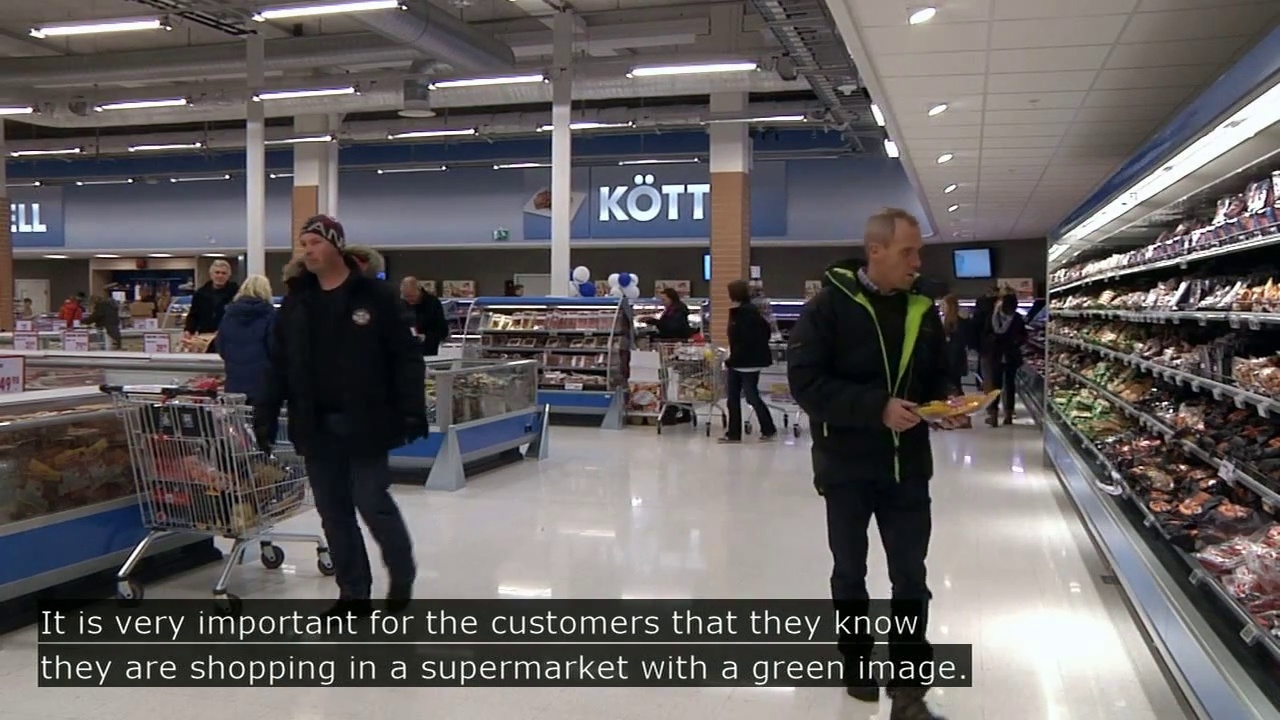 ELL
KÖTT
49
It is very important for the customers that they know
they are shopping in a supermarket with a green image.